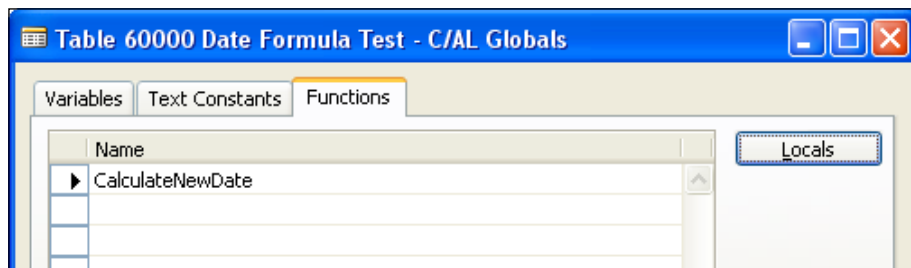 Table 60000 Date Formula Test - C/AL Globals
Variables Text Constants Functions
Name
Locals
CalculateNewDate